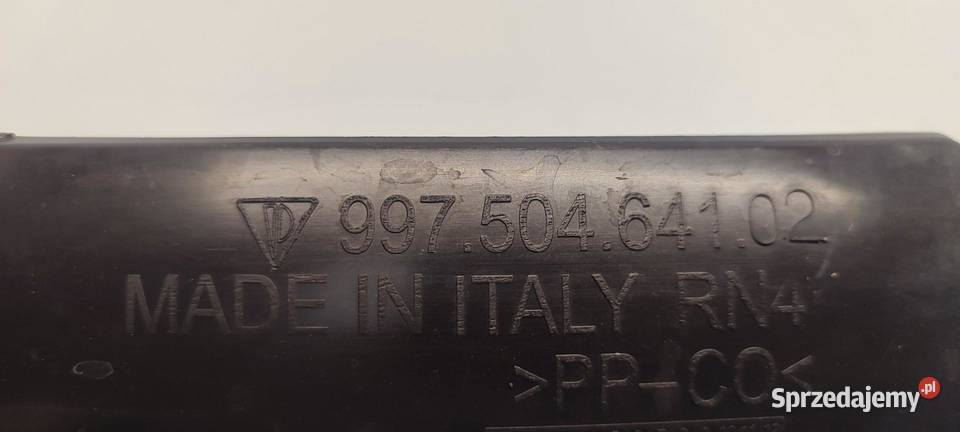 997.504.641.02
MADE IN ITALY RN4
>PP-CO<
Sprzedajemy.pl